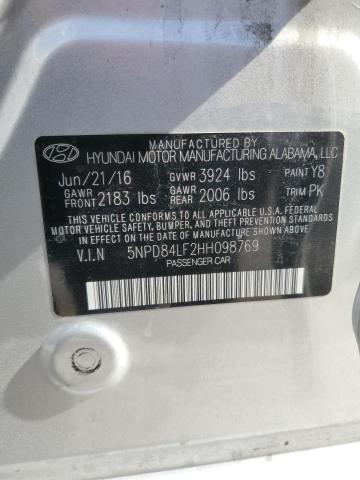 MANUFACTURED BY
HYUNDAI MOTOR MANUFACTURING ALABAMA, LLC
Jun/21/16 GVWR 3924 lbs PAINT Y8
GAWR FRONT 2183 lbs GAWR REAR 2006 lbs TRIM PK
THIS VEHICLE CONFORMS TO ALL APPLICABLE U.S.A. FEDERAL
MOTOR VEHICLE SAFETY, BUMPER, AND THEFT PREVENTION
STANDARDS IN EFFECT ON THE DATE OF MANUFACTURE SHOWN ABOVE.
V.I.N 5NPD84LF2HH098769
PASSENGER CAR